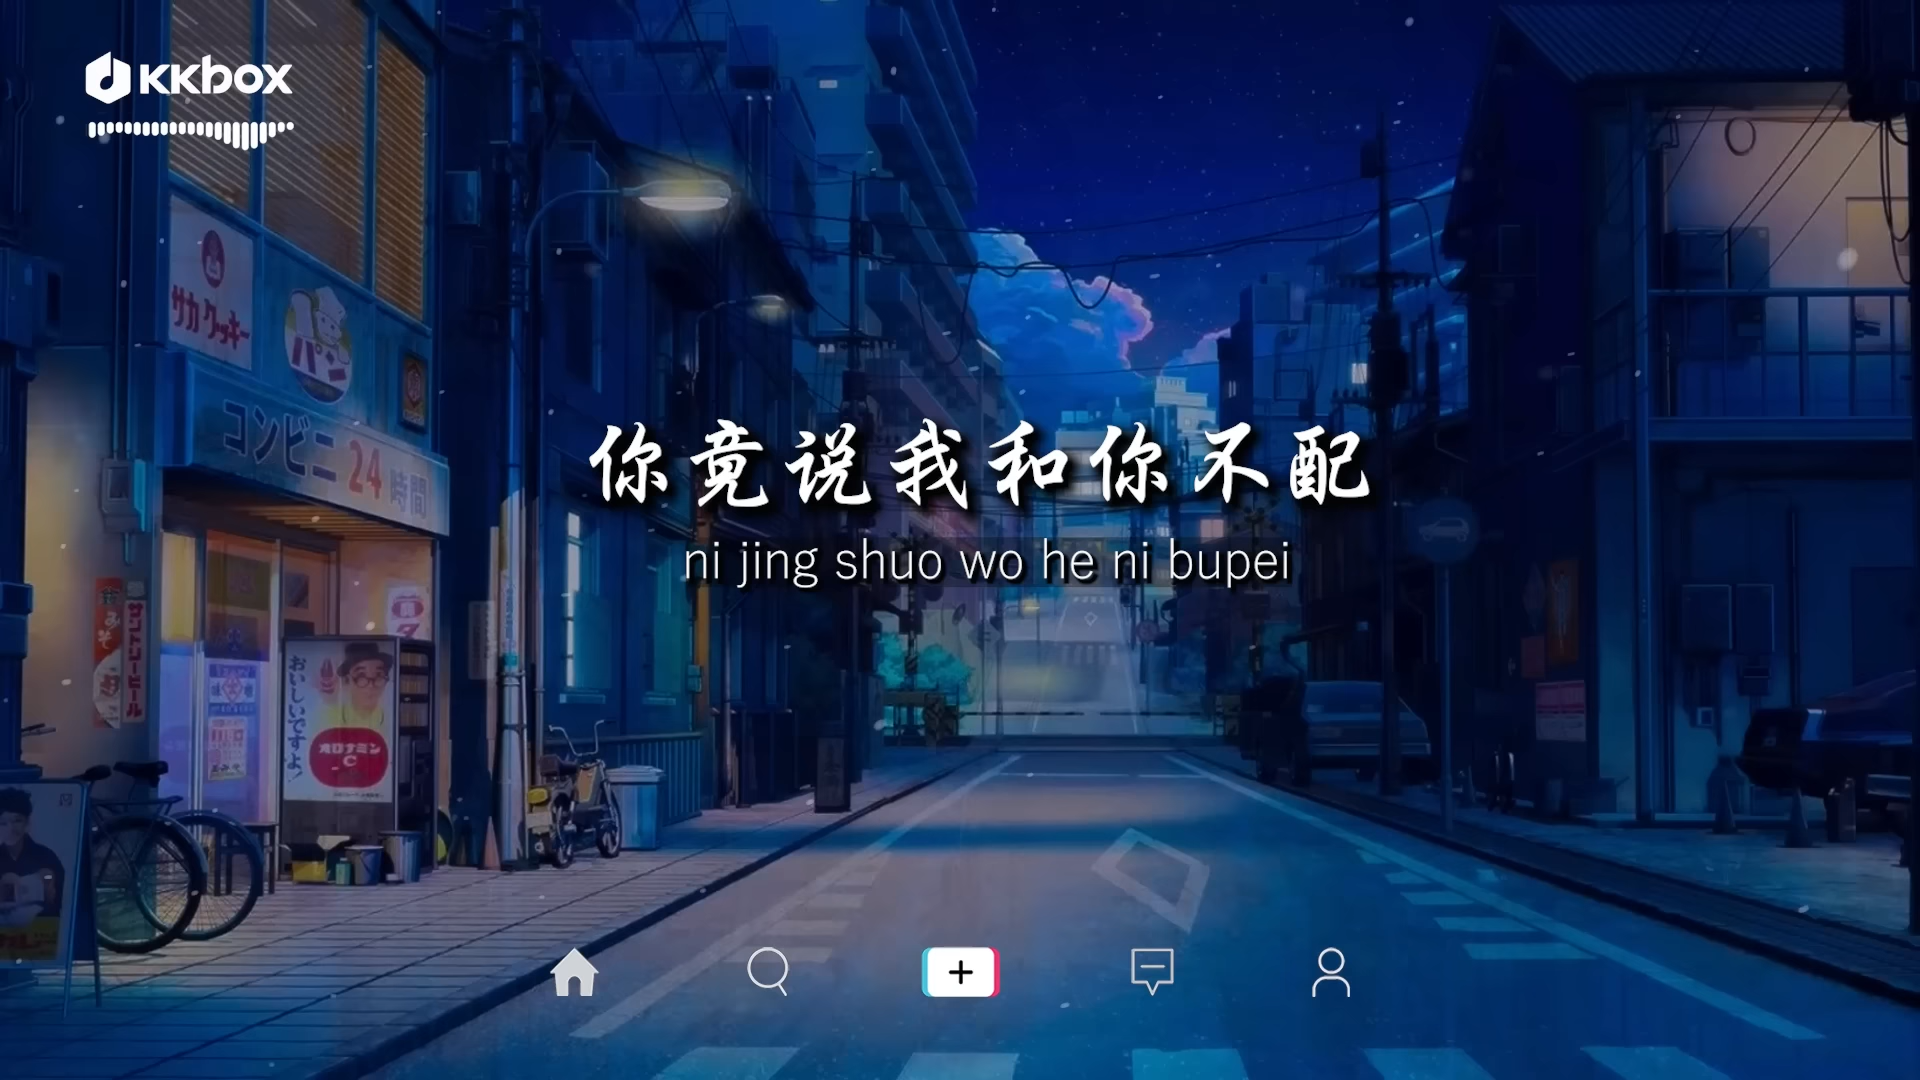 KKBOX
サカ クッキー
パン
コンビニ 24 時間
你竟说我和你不配
ni jing shuo wo he ni bupei
サントリービール
おいしいですよ!
オロナミン
C